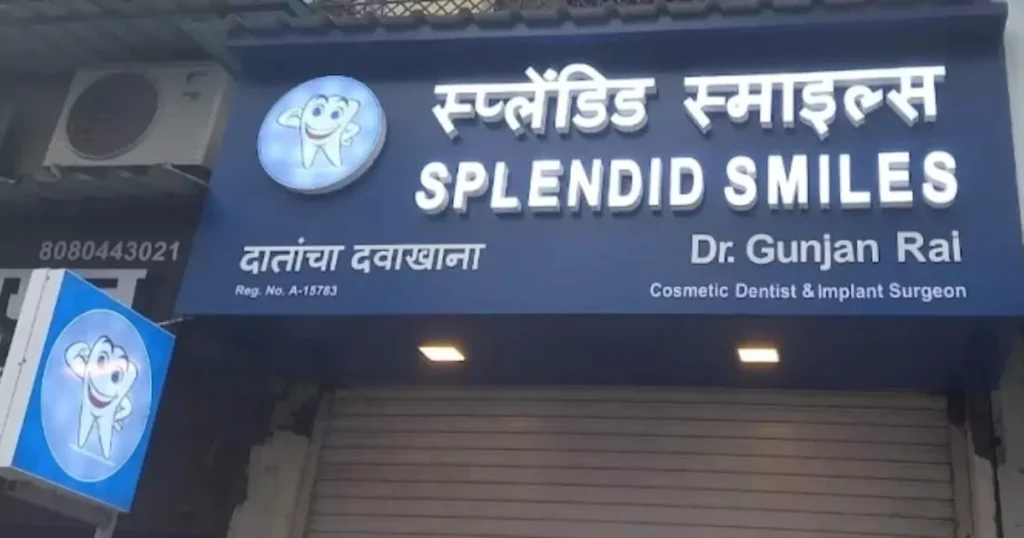 स्प्लेंडिड स्माइल्स
SPLENDID SMILES
Dr. Gunjan Rai
Cosmetic Dentist & Implant Surgeon
दातांचा दवाखाना
Reg. No. A-15783
8080443021